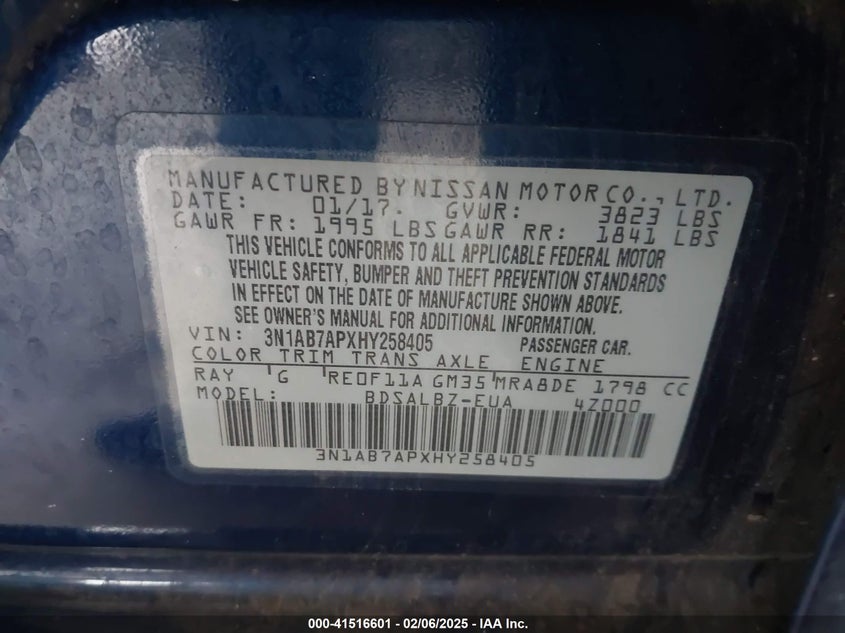 MANUFACTURED BY NISSAN MOTOR CO., LTD.
DATE: 01/17. GVWR: 3823 LBS
GAWR FR: 1995 LBS GAWR RR: 1841 LBS
THIS VEHICLE CONFORMS TO ALL APPLICABLE FEDERAL MOTOR
VEHICLE SAFETY, BUMPER AND THEFT PREVENTION STANDARDS
IN EFFECT ON THE DATE OF MANUFACTURE SHOWN ABOVE.
SEE OWNER'S MANUAL FOR ADDITIONAL INFORMATION.
VIN: 3N1AB7APXHY258405 PASSENGER CAR.
COLOR TRIM TRANS AXLE ENGINE
RAY G RE0F11A GM35 MRA8DE 1798 CC
MODEL: BDSALBZ-EUA 4Z000
3N1AB7APXHY258405
000-41516601 - 02/06/2025 - IAA Inc.